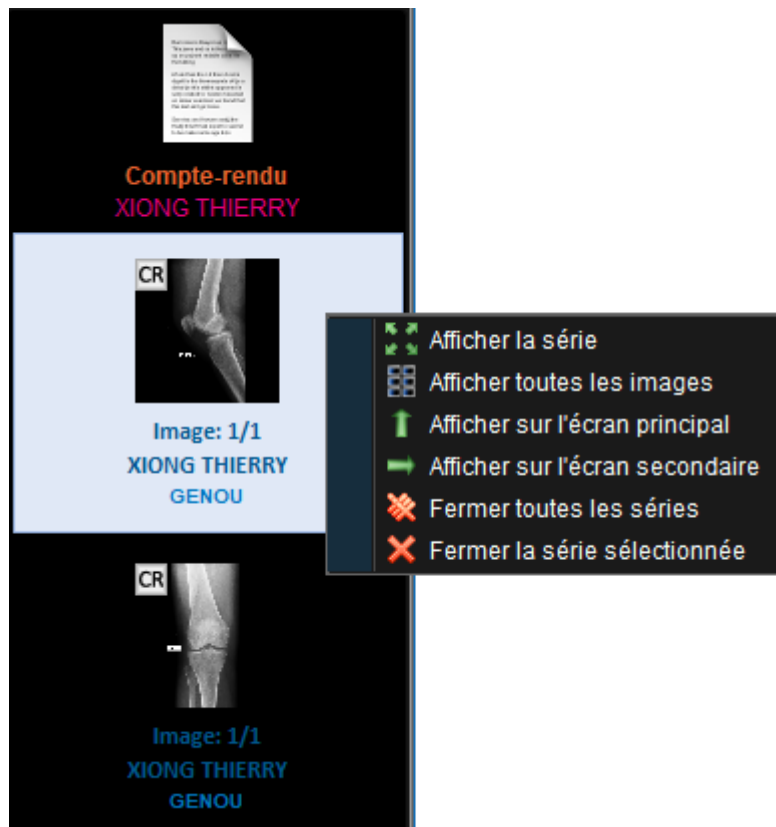 Compte-rendu
XIONG THIERRY
CR
Image: 1/1
XIONG THIERRY
GENOU
Afficher la série
Afficher toutes les images
Afficher sur l'écran principal
Afficher sur l'écran secondaire
Fermer toutes les séries
Fermer la série sélectionnée
CR
Image: 1/1
XIONG THIERRY
GENOU